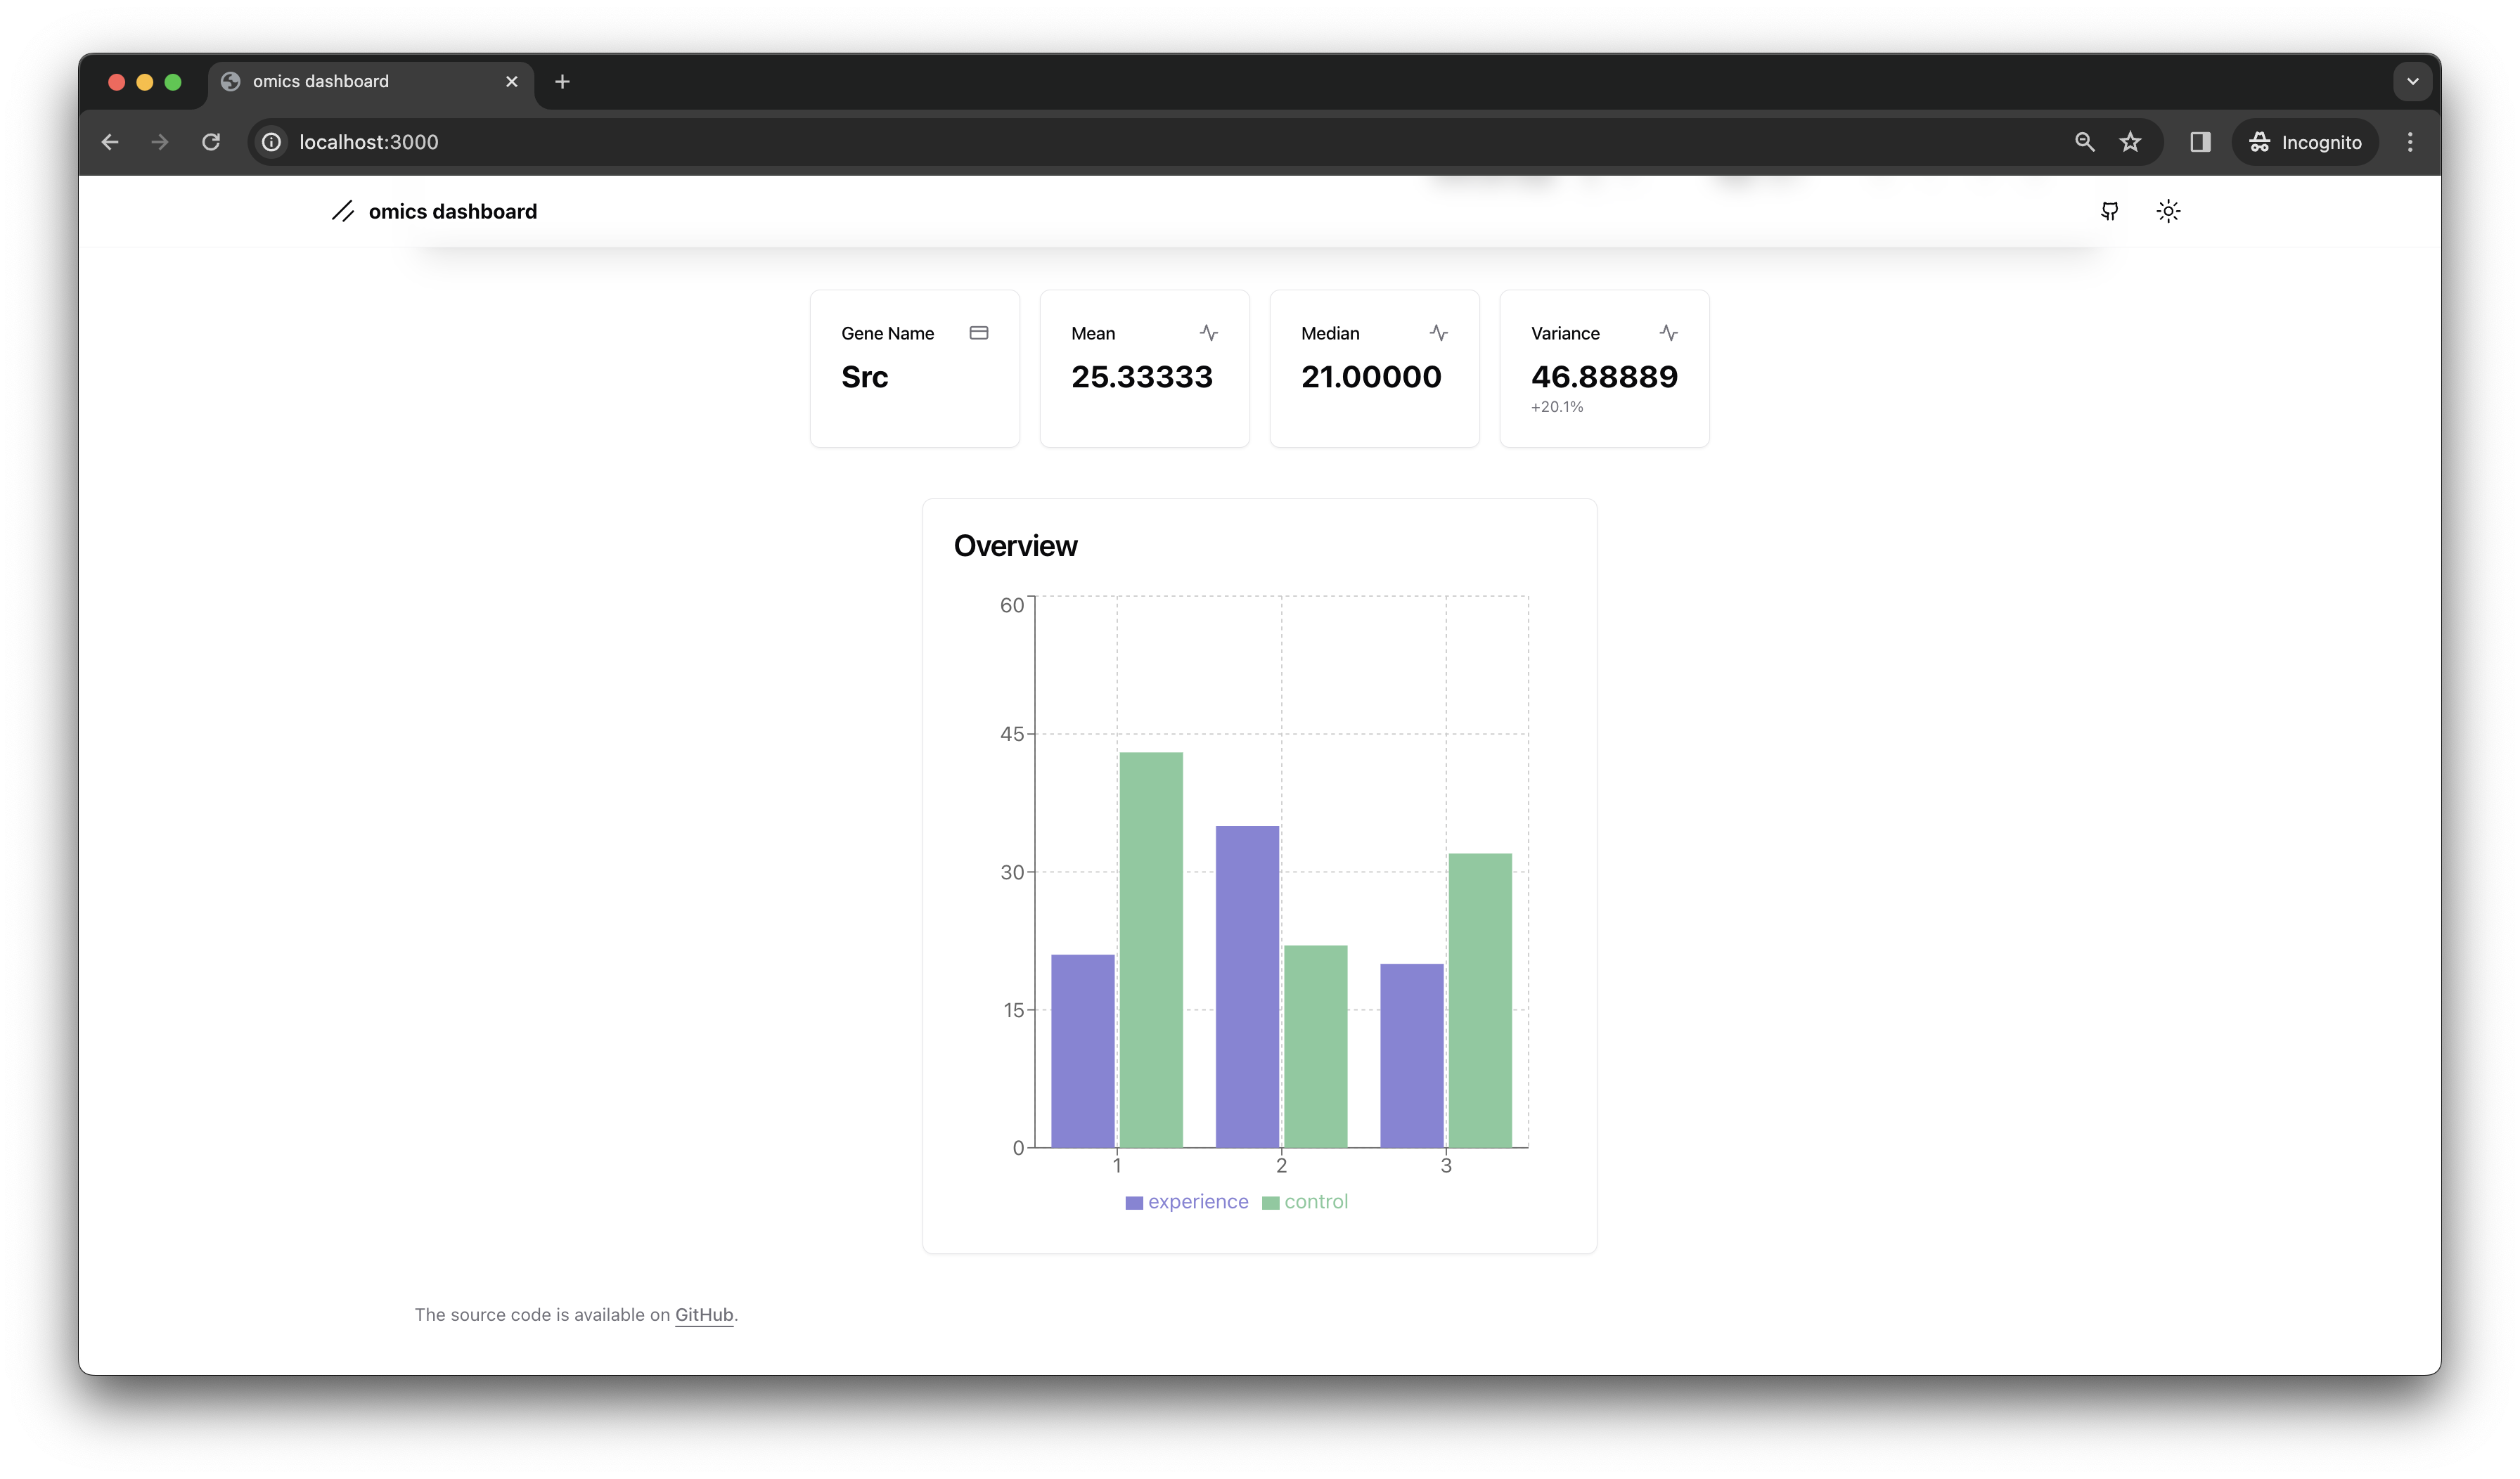 omics dashboard
localhost:3000
Incognito
omics dashboard
Gene Name
Src
Mean
25.33333
Median
21.00000
Variance
46.88889
+20.1%
Overview
60
45
30
15
0
1 2 3
experience control
The source code is available on GitHub.